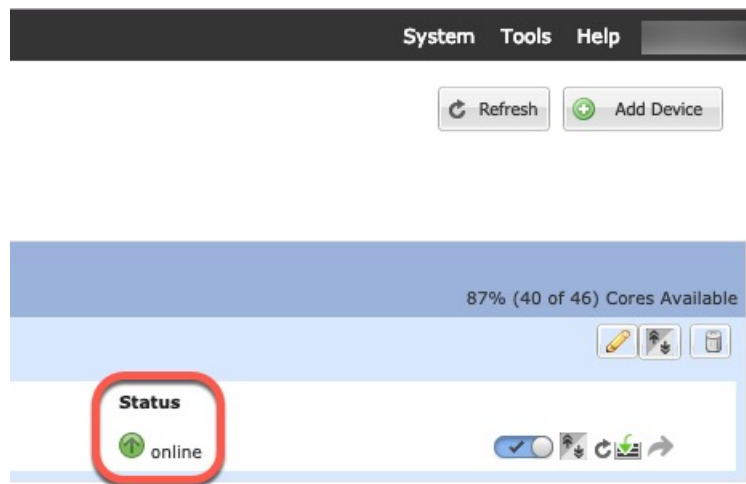 System Tools Help
Refresh Add Device
87% (40 of 46) Cores Available
Status
online